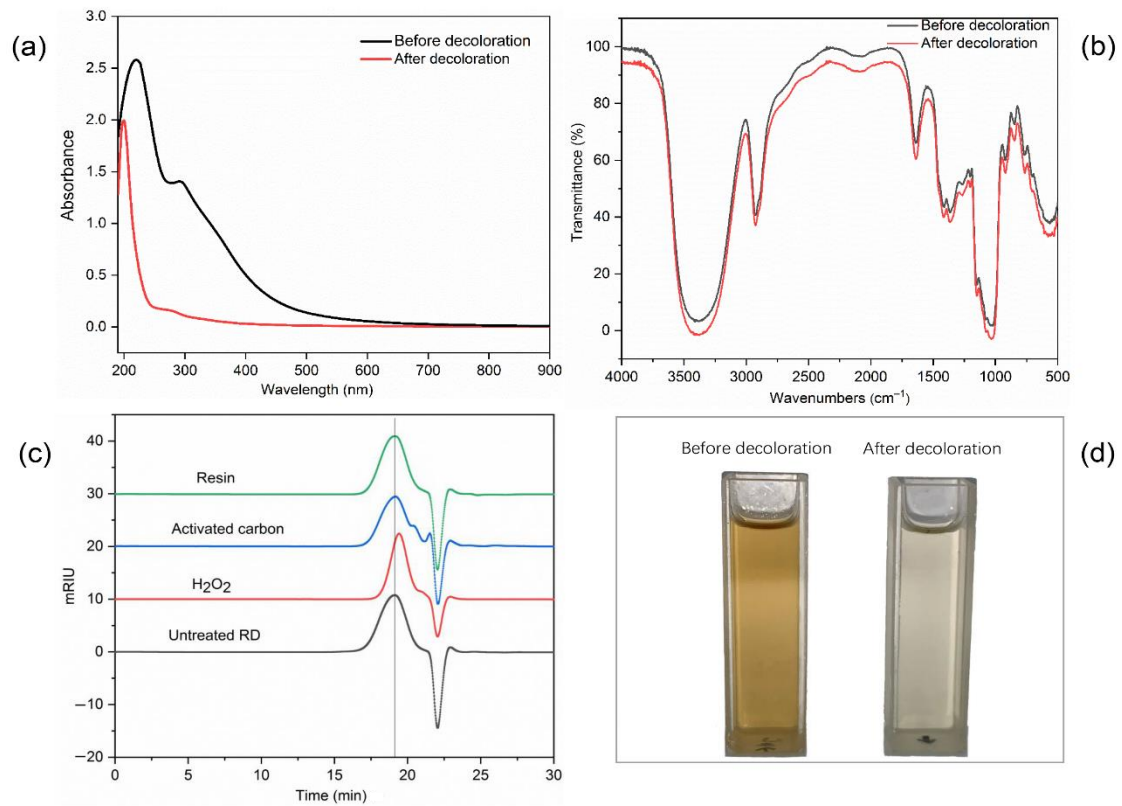 (a)
3.0
2.5
2.0
1.5
1.0
0.5
0.0
Absorbance
Before decoloration
After decoloration
200 300 400 500 600 700 800 900
Wavelength (nm)
(b)
100
80
60
40
20
0
Transmittance (%)
Before decoloration
After decoloration
4000 3500 3000 2500 2000 1500 1000 500
Wavenumbers (cm⁻¹)
(c)
40
30
20
10
0
−10
−20
mRIU
Resin
Activated carbon
H₂O₂
Untreated RD
0 5 10 15 20 25 30
Time (min)
(d)
Before decoloration After decoloration